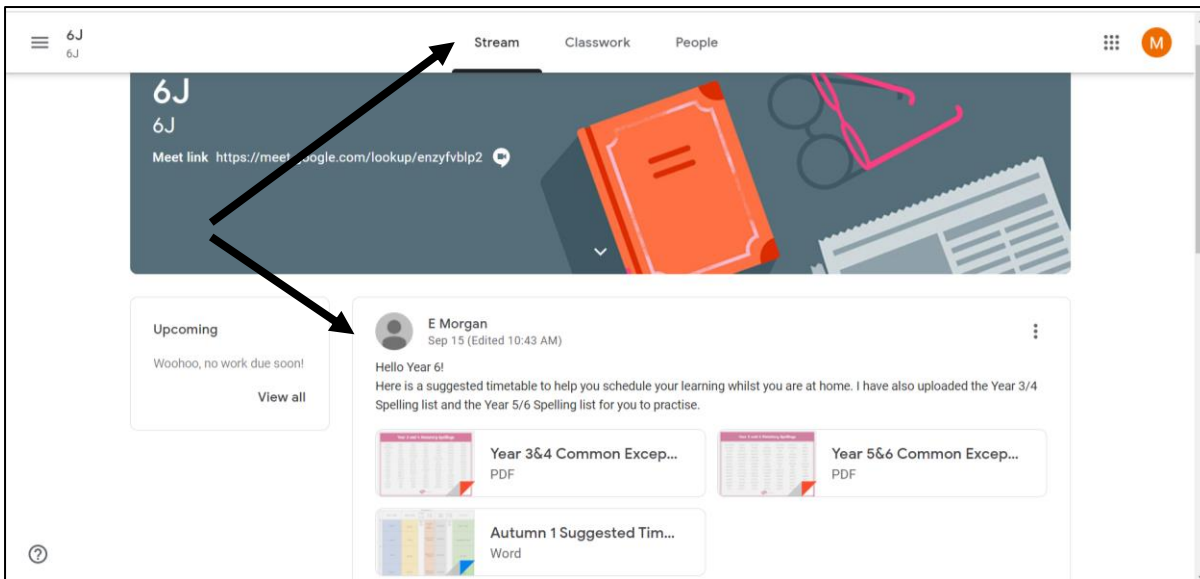 6J
6J
Stream
Classwork
People
M
6J
6J
Meet link https://meet.google.com/lookup/enzyfvblp2
Upcoming
Woohoo, no work due soon!
View all
E Morgan
Sep 15 (Edited 10:43 AM)
Hello Year 6!
Here is a suggested timetable to help you schedule your learning whilst you are at home. I have also uploaded the Year 3/4
Spelling list and the Year 5/6 Spelling list for you to practise.
Year 3&4 Common Excep...
PDF
Year 5&6 Common Excep...
PDF
Autumn 1 Suggested Tim...
Word